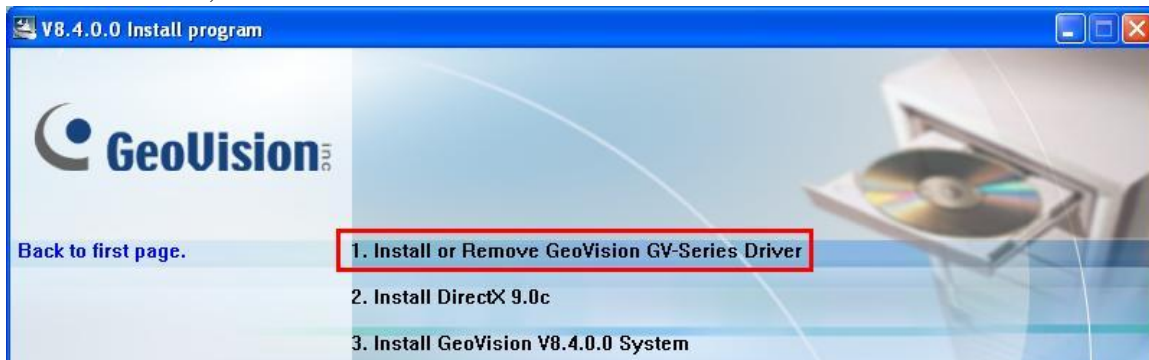 V8.4.0.0 Install program
GeoVision inc
Back to first page.
1. Install or Remove GeoVision GV-Series Driver
2. Install DirectX 9.0c
3. Install GeoVision V8.4.0.0 System